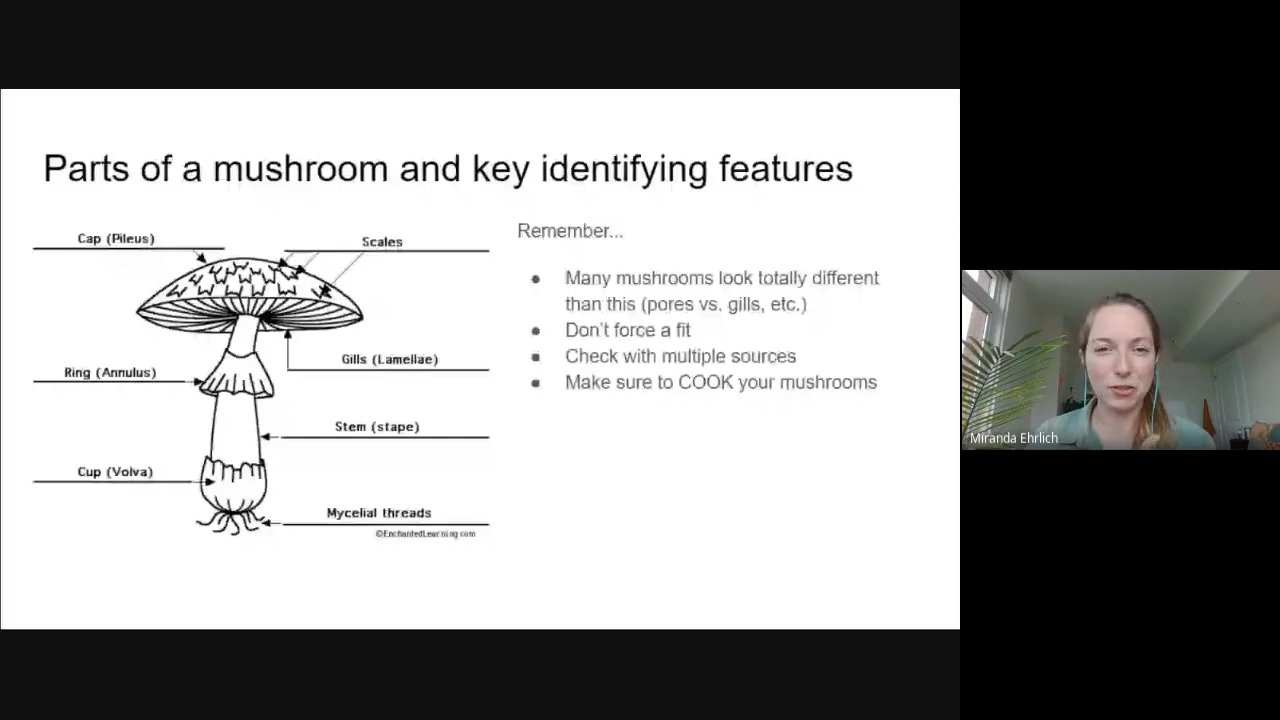 Parts of a mushroom and key identifying features
Cap (Pileus)
Scales
Gills (Lamellae)
Ring (Annulus)
Stem (stape)
Cup (Volva)
Mycelial threads
©EnchantedLearning.com
Remember...
● Many mushrooms look totally different
than this (pores vs. gills, etc.)
● Don't force a fit
● Check with multiple sources
● Make sure to COOK your mushrooms
Miranda Ehrlich